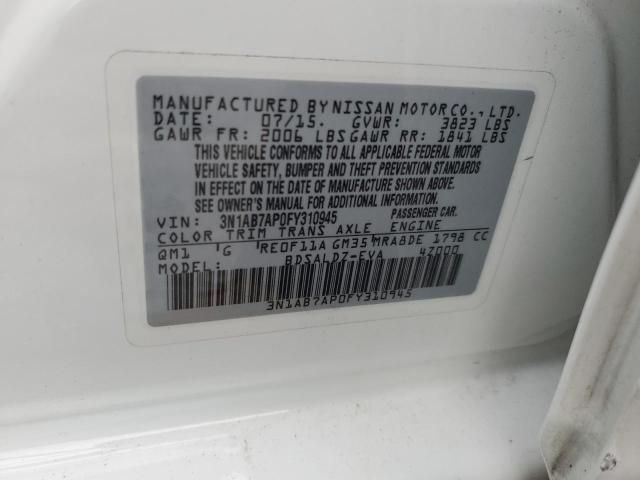 MANUFACTURED BY NISSAN MOTOR CO., LTD.
DATE: 07/15. GVWR: 3823 LBS
GAWR FR: 2006 LBS GAWR RR: 1841 LBS
THIS VEHICLE CONFORMS TO ALL APPLICABLE FEDERAL MOTOR
VEHICLE SAFETY, BUMPER AND THEFT PREVENTION STANDARDS
IN EFFECT ON THE DATE OF MANUFACTURE SHOWN ABOVE.
SEE OWNER'S MANUAL FOR ADDITIONAL INFORMATION.
VIN: 3N1AB7AP0FY310945 PASSENGER CAR.
COLOR TRIM TRANS AXLE ENGINE
QM1 G RE0F11A GM35 MRA8DE 1798 CC
MODEL: BDSALDZ-EVA 4Z000
3N1AB7AP0FY310945